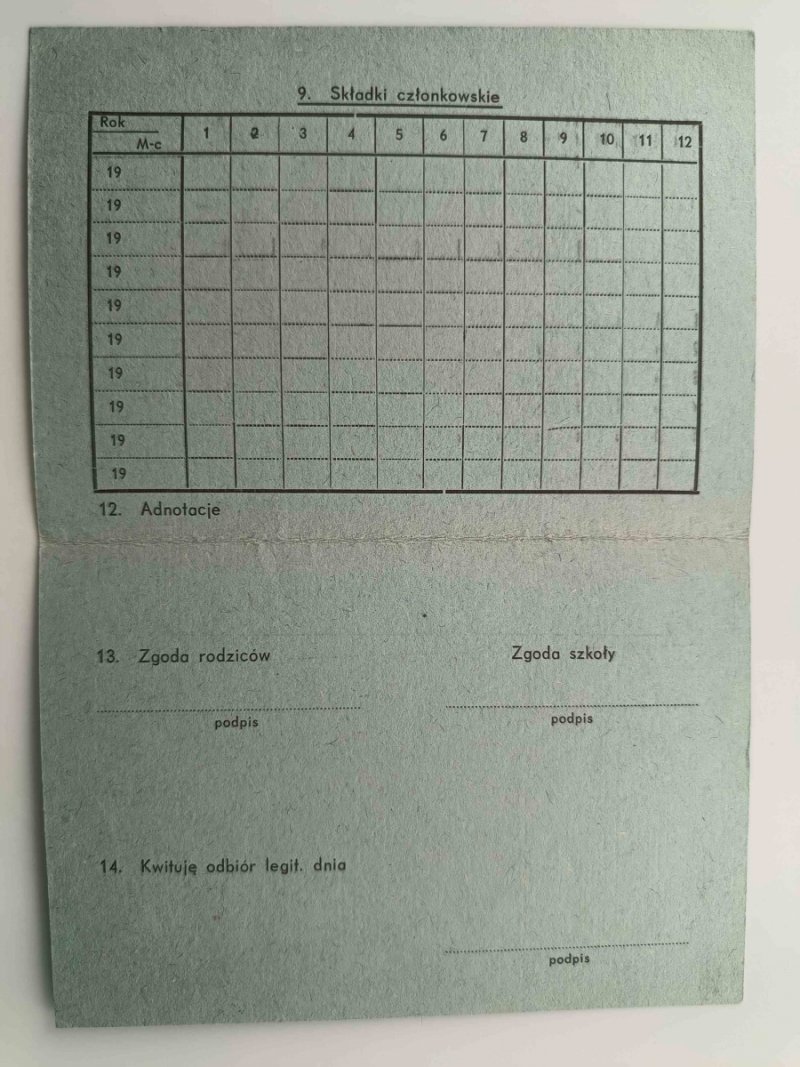 9. Składki członkowskie
Rok
M-c 1 2 3 4 5 6 7 8 9 10 11 12
19
19
19
19
19
19
19
19
19
19
12. Adnotacje
13. Zgoda rodziców Zgoda szkoły
podpis podpis
14. Kwituję odbiór legit. dnia
podpis